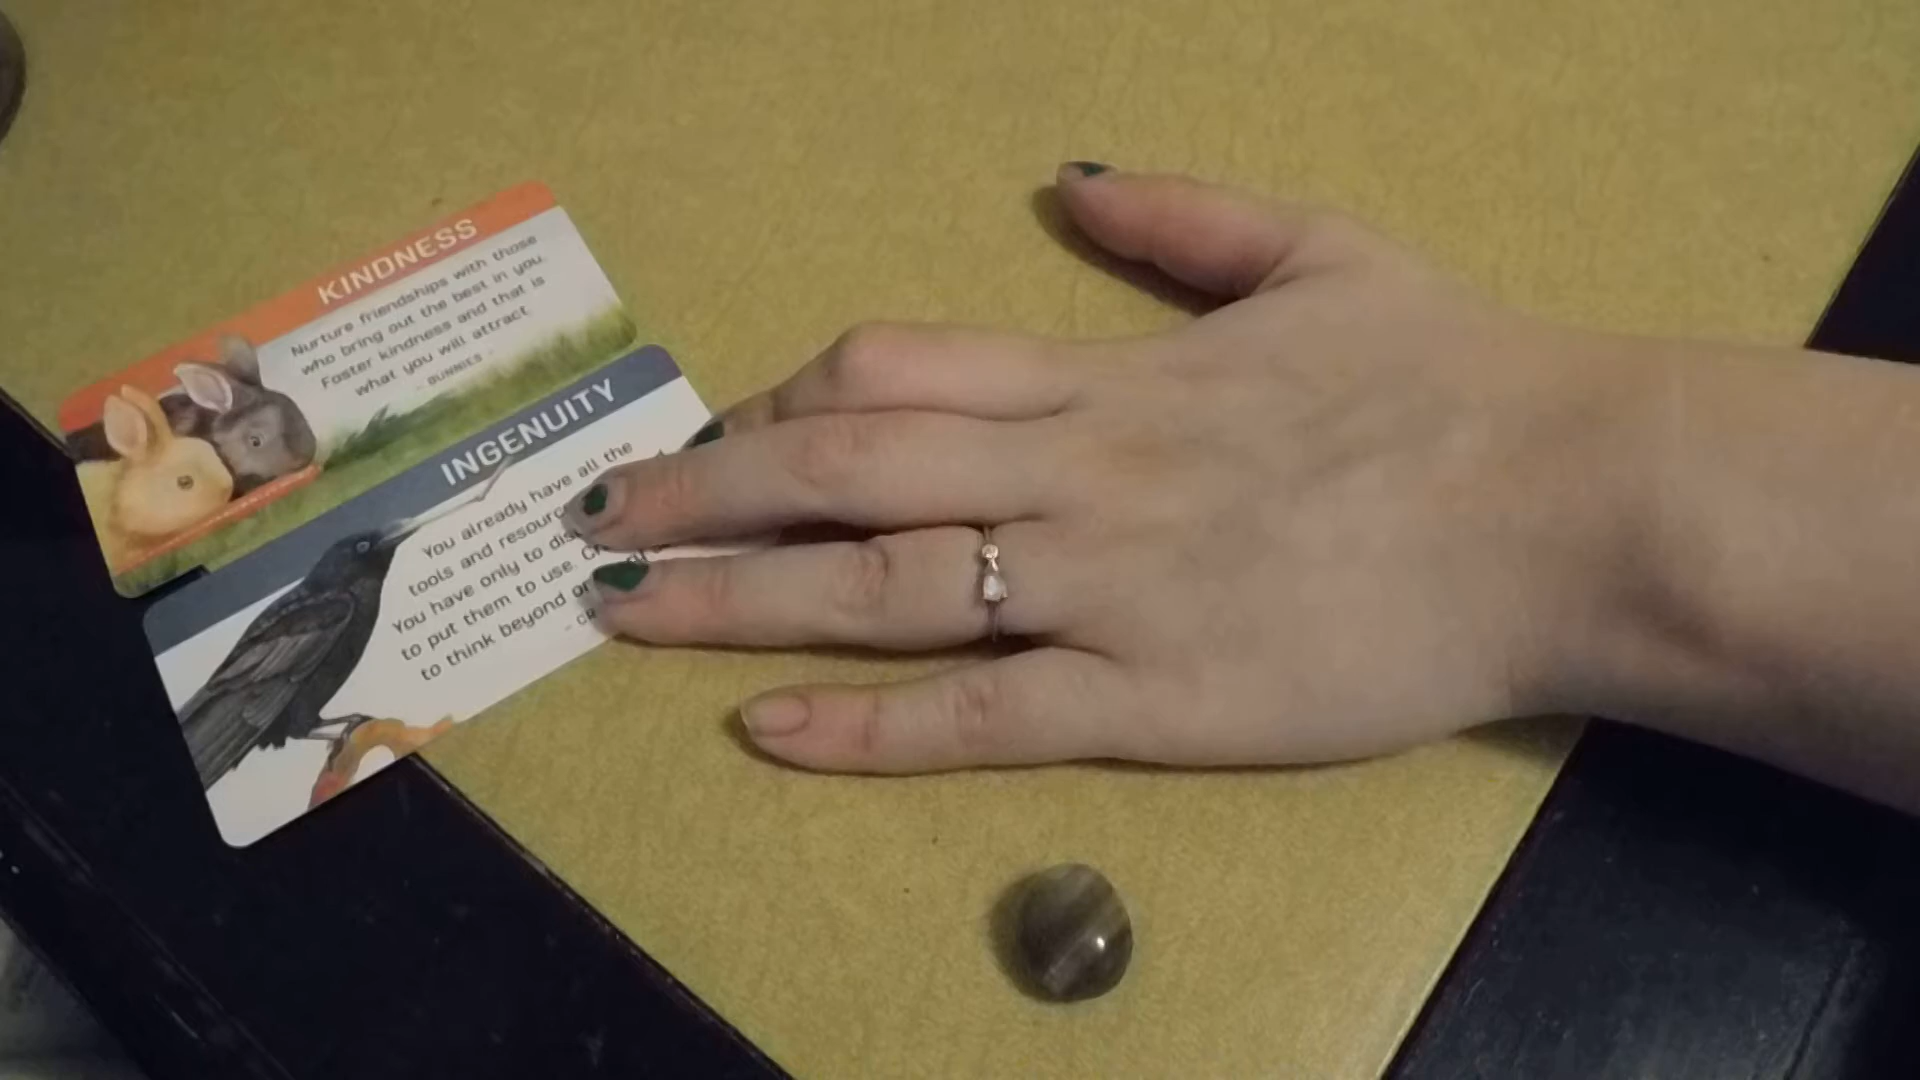 KINDNESS
Nurture friendships with those
who bring out the best in you.
Foster kindness and that is
what you will attract.
- BUNNIES -
INGENUITY
You already have all the
tools and resourc
You have only to dis
to put them to use.
to think beyond